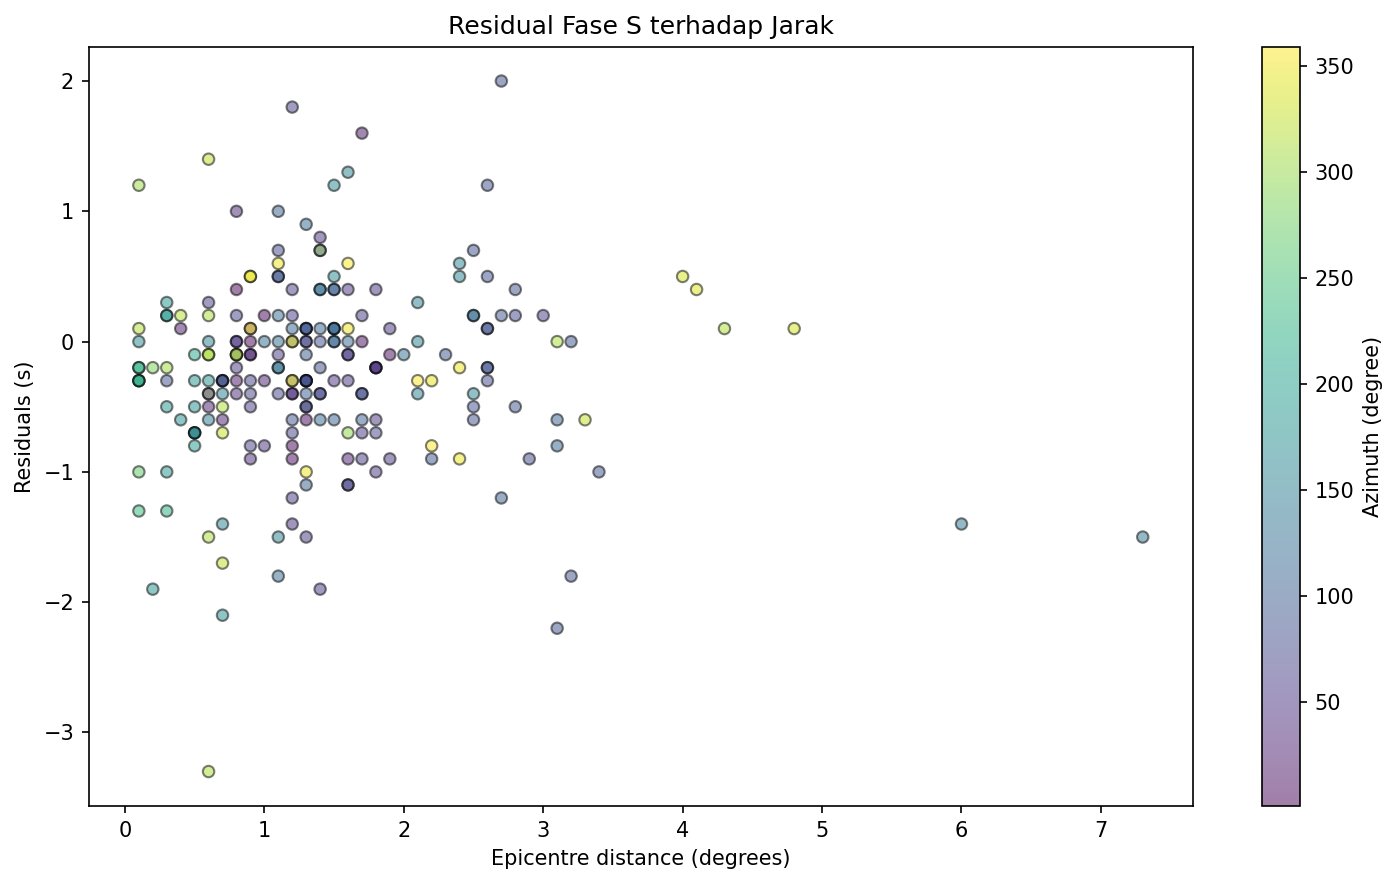 Residual Fase S terhadap Jarak
2
1
0
−1
−2
−3
Residuals (s)
0 1 2 3 4 5 6 7
Epicentre distance (degrees)
350
300
250
200
150
100
50
Azimuth (degree)